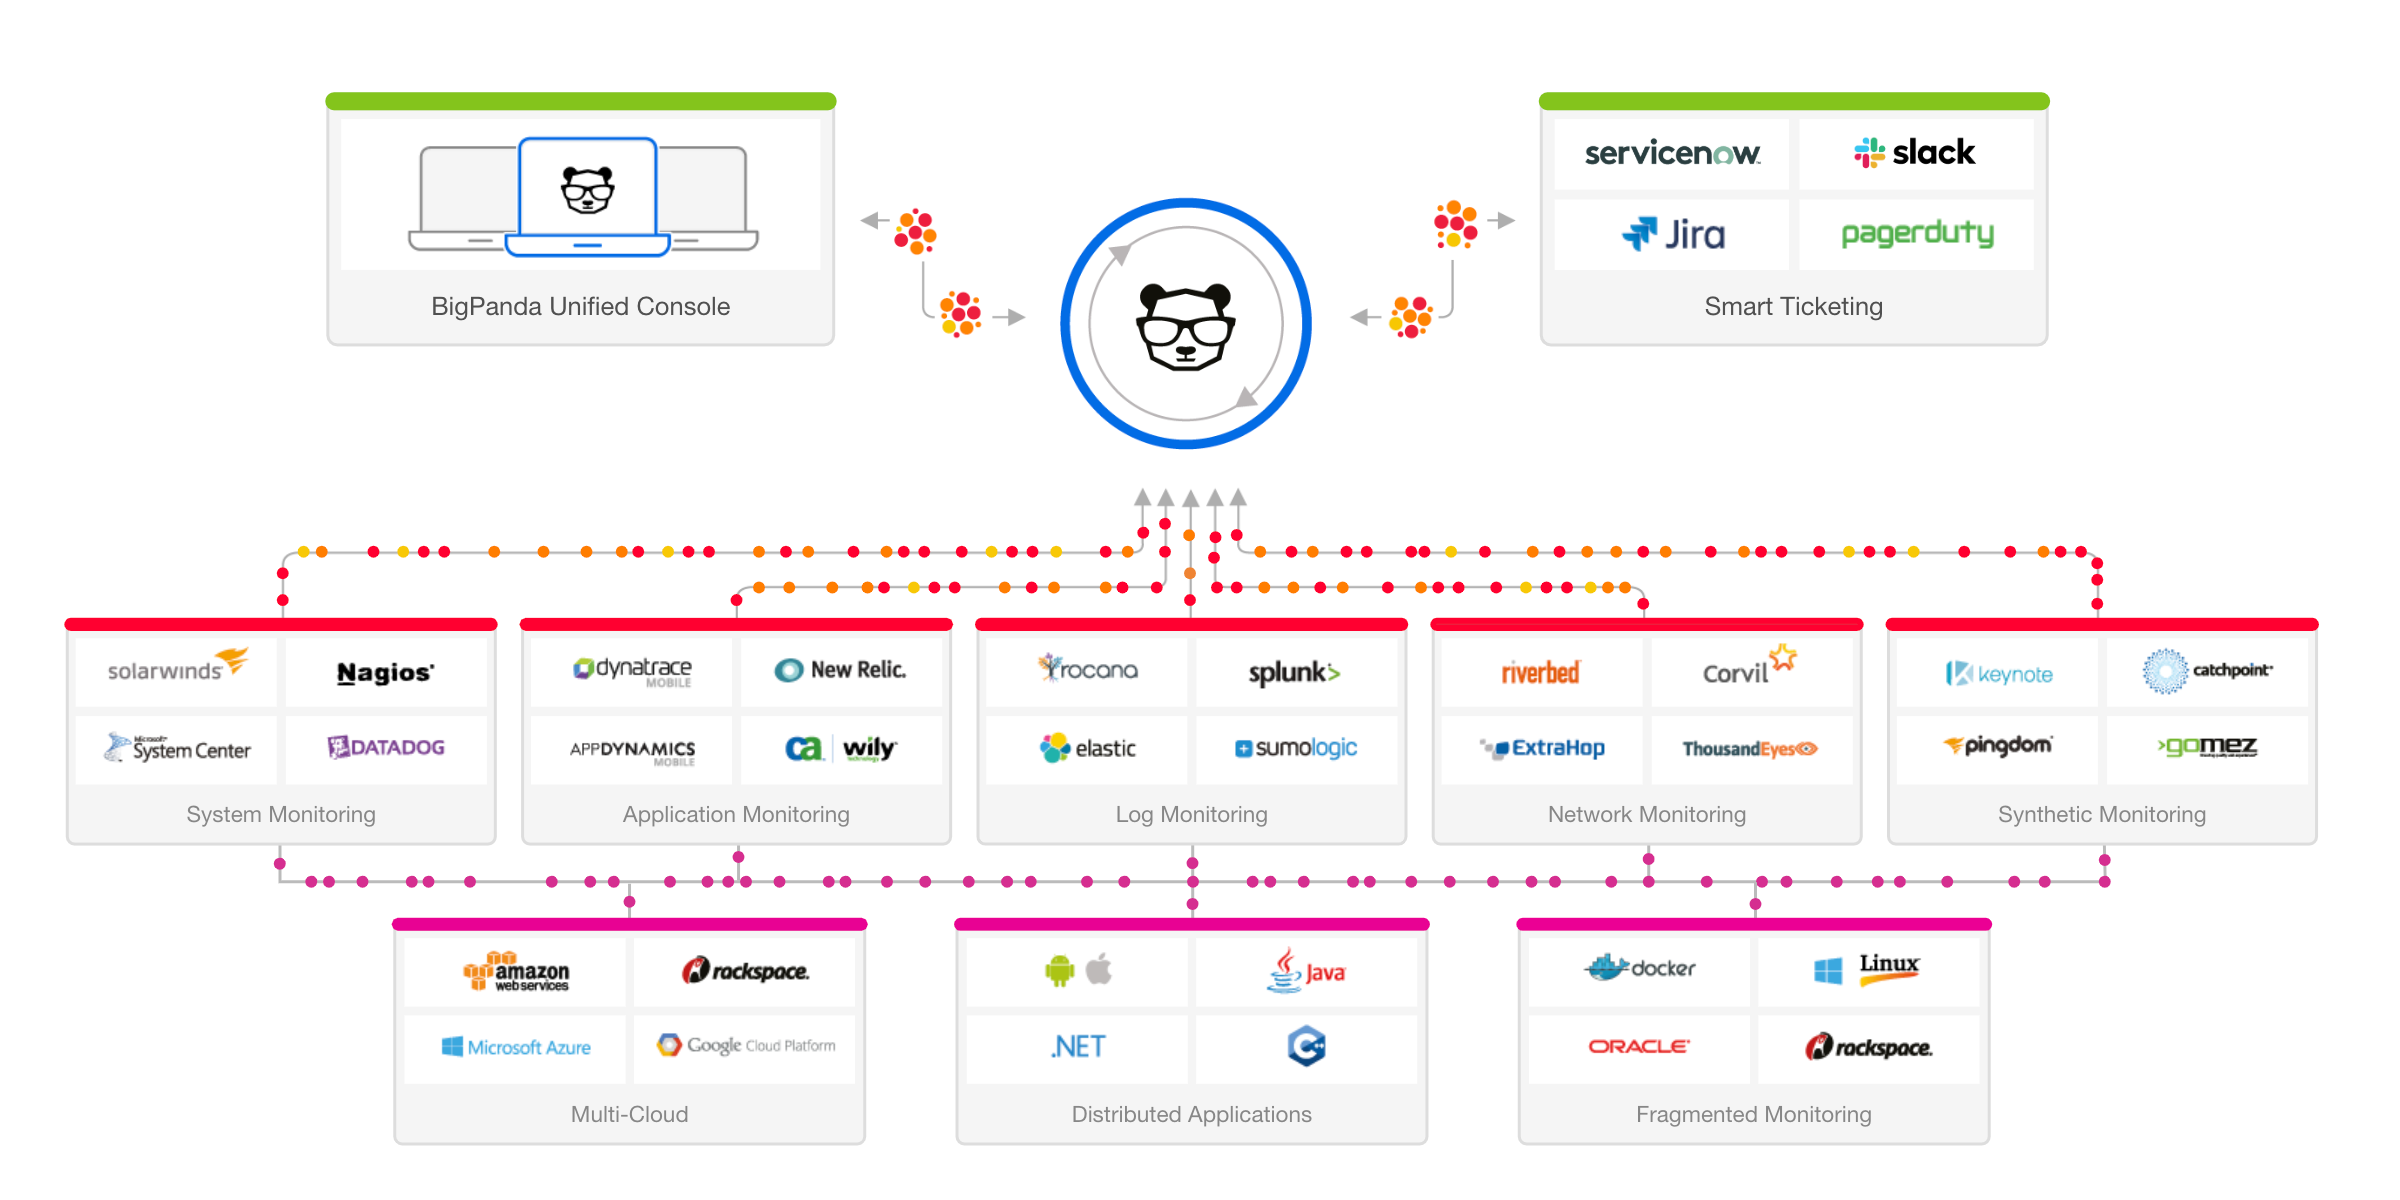 servicenow
slack
Jira
pagerduty
BigPanda Unified Console
Smart Ticketing
solarwinds
Nagios
Microsoft
System Center
DATADOG
System Monitoring
dynatrace
MOBILE
New Relic.
APPDYNAMICS
MOBILE
ca
wily
technology
Application Monitoring
rocana
splunk>
elastic
sumologic
Log Monitoring
riverbed
Corvil
ExtraHop
ThousandEyes
Network Monitoring
keynote
catchpoint
pingdom
>gomez
Synthetic Monitoring
amazon
web services
rackspace.
Microsoft Azure
Google Cloud Platform
Multi-Cloud
Java
.NET
C++
Distributed Applications
docker
Linux
ORACLE
rackspace.
Fragmented Monitoring